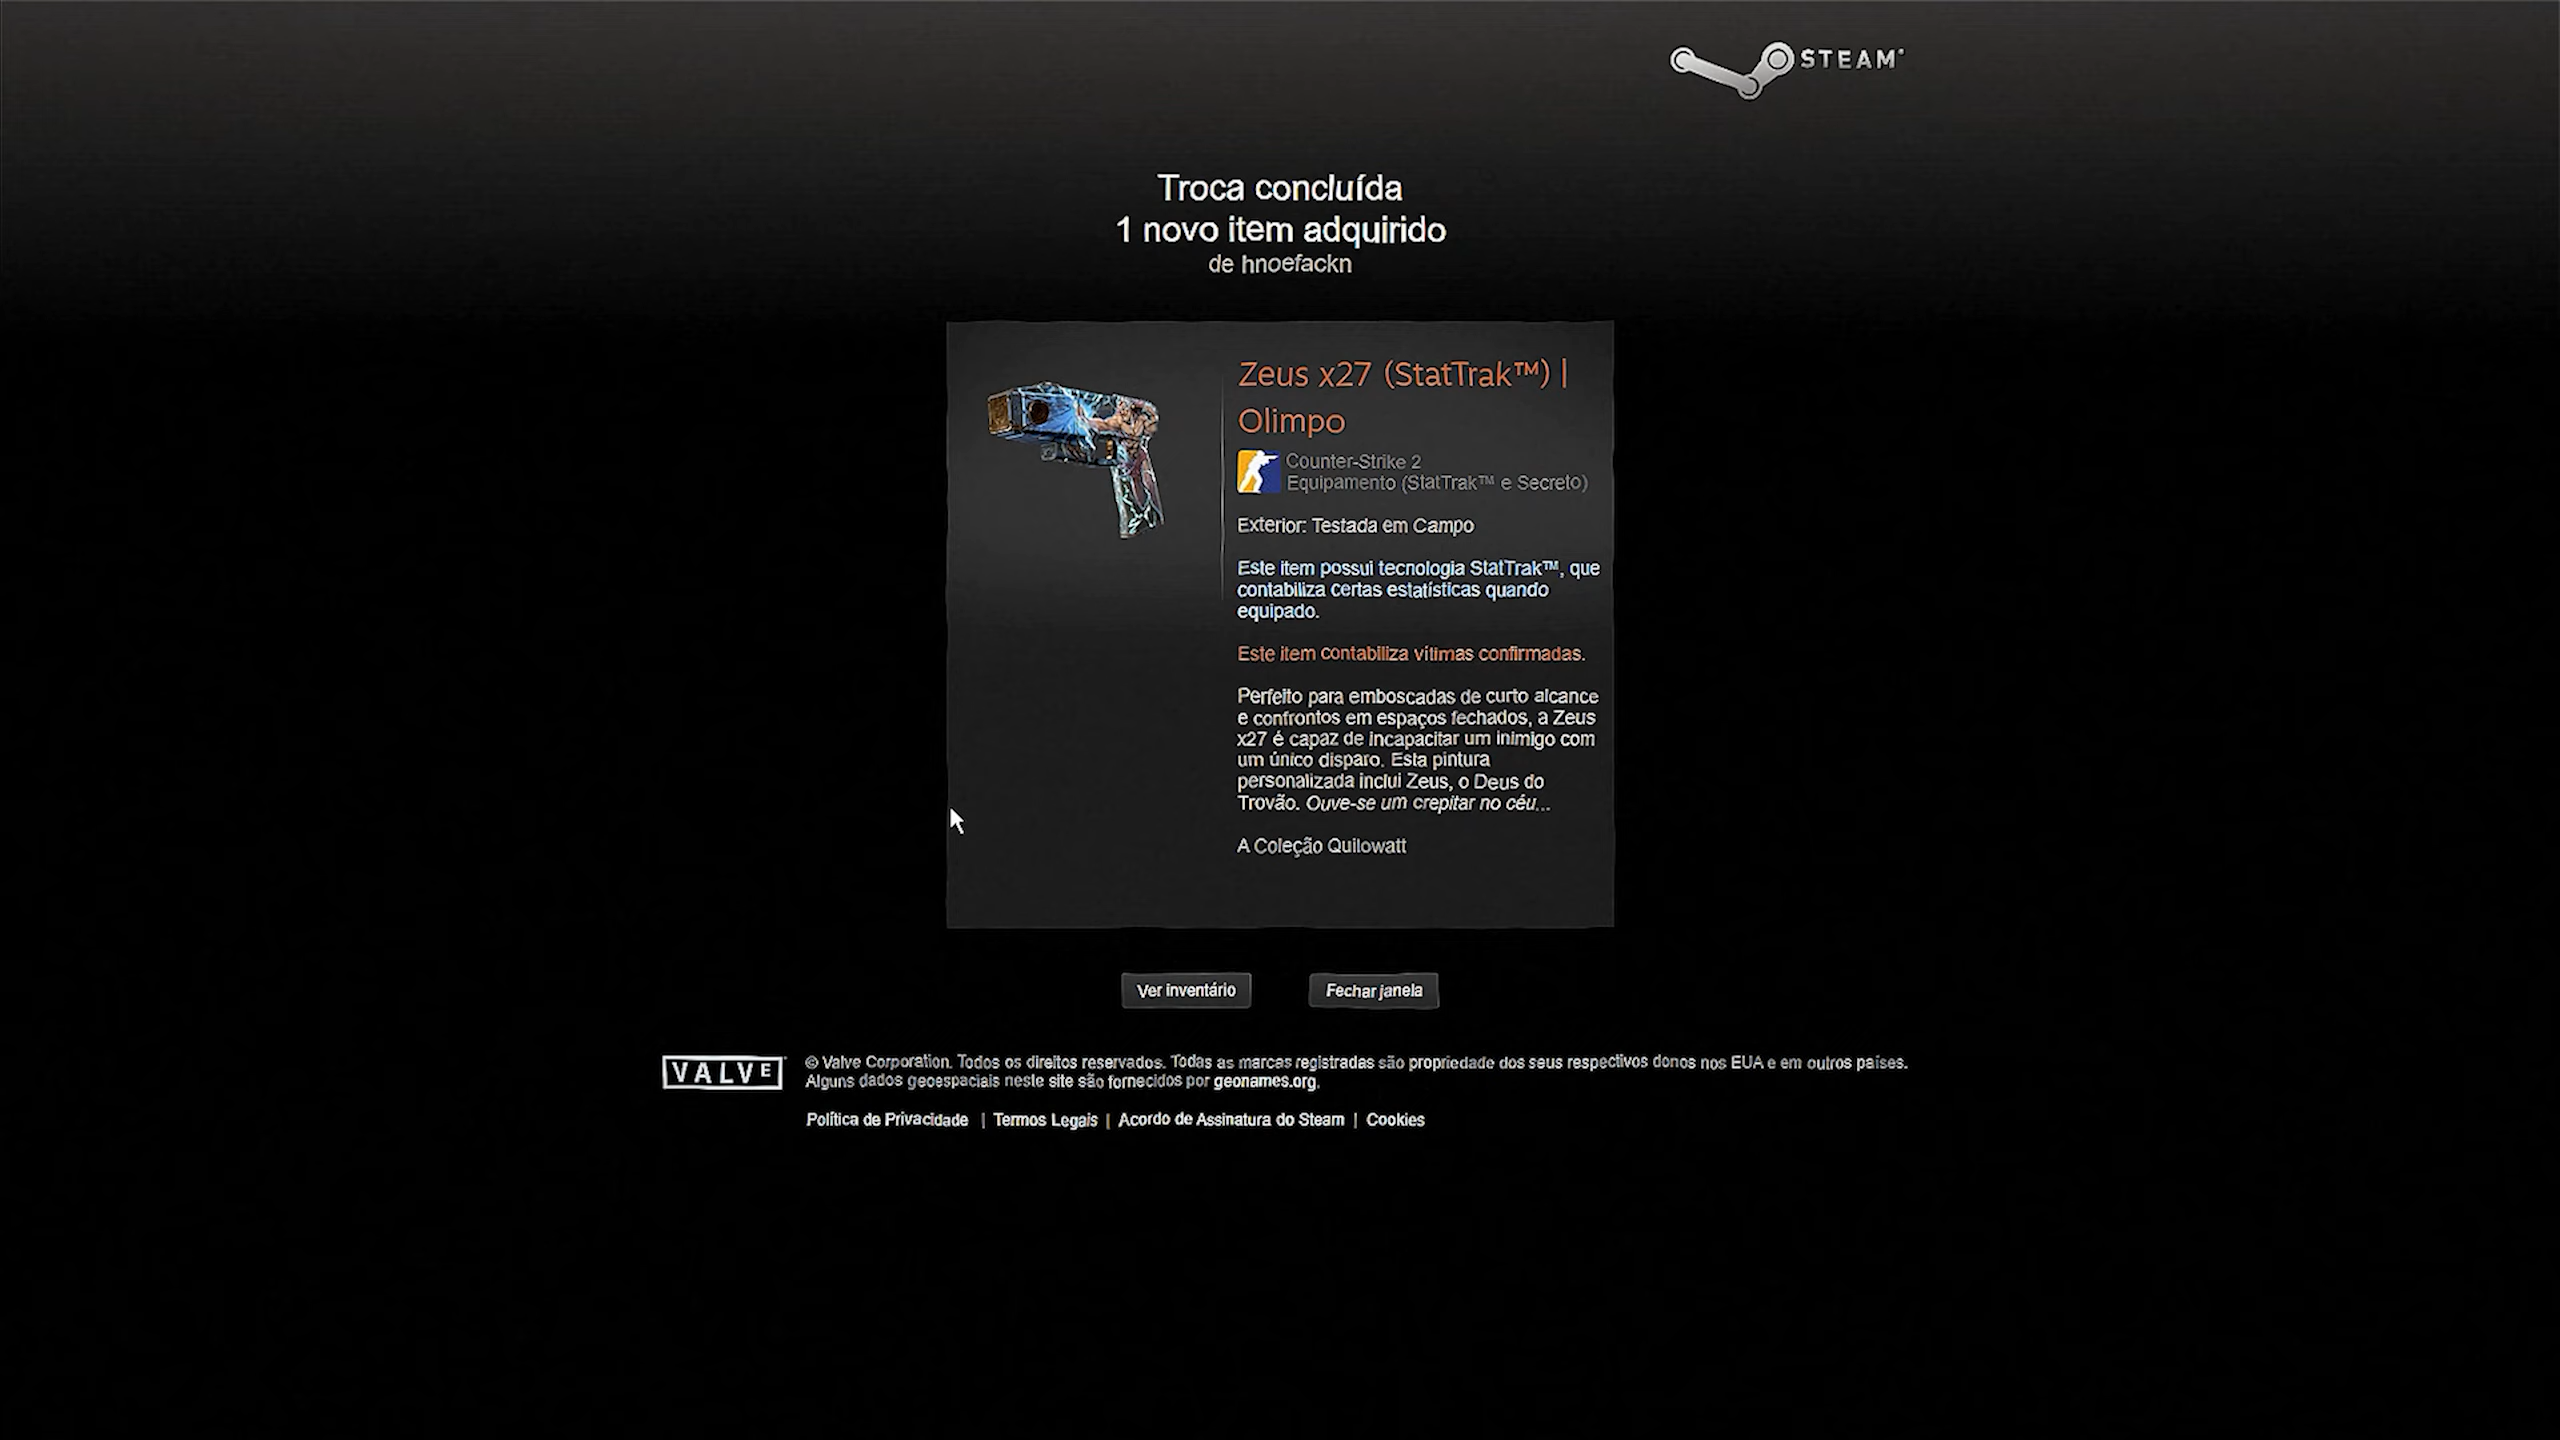 STEAM
Troca concluída
1 novo item adquirido
de hnoefackn
Zeus x27 (StatTrak™) |
Olimpo
Counter-Strike 2
Equipamento (StatTrak™ e Secreto)
Exterior: Testada em Campo
Este item possui tecnologia StatTrak™, que
contabiliza certas estatísticas quando
equipado.
Este item contabiliza vítimas confirmadas.
Perfeito para emboscadas de curto alcance
e confrontos em espaços fechados, a Zeus
x27 é capaz de incapacitar um inimigo com
um único disparo. Esta pintura
personalizada inclui Zeus, o Deus do
Trovão. Ouve-se um crepitar no céu...
A Coleção Quilowatt
Ver inventário
Fechar janela
VALVE
© Valve Corporation. Todos os direitos reservados. Todas as marcas registradas são propriedade dos seus respectivos donos nos EUA e em outros países.
Alguns dados geoespaciais neste site são fornecidos por geonames.org.
Política de Privacidade | Termos Legais | Acordo de Assinatura do Steam | Cookies